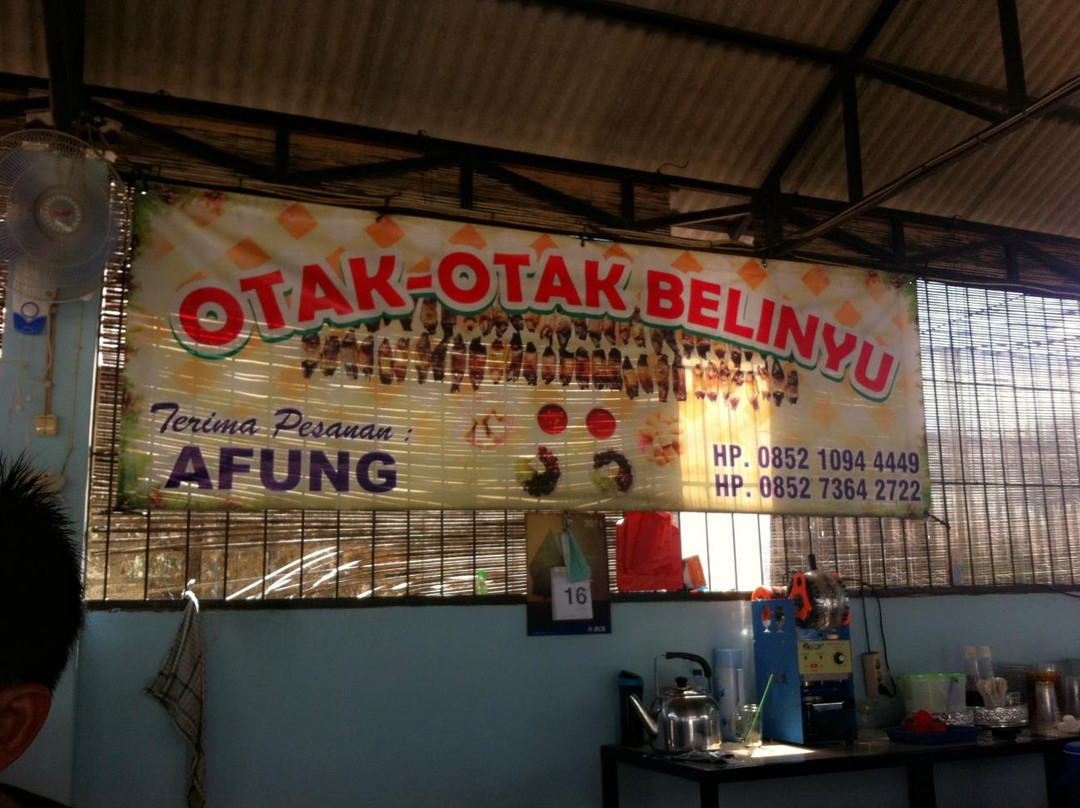 OTAK-OTAK BELINYU
Terima Pesanan :
AFUNG
HP. 0852 1094 4449
HP. 0852 7364 2722
16